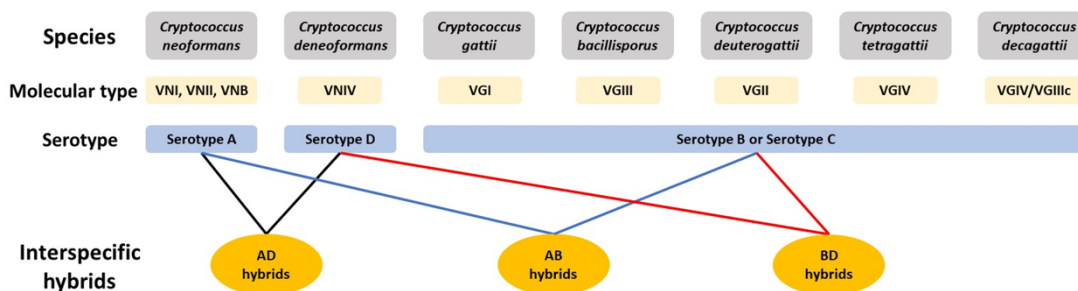 Species
Cryptococcus
neoformans
Cryptococcus
deneoformans
Cryptococcus
gattii
Cryptococcus
bacillisporus
Cryptococcus
deuterogattii
Cryptococcus
tetragattii
Cryptococcus
decagattii
Molecular type
VNI, VNII, VNB
VNIV
VGI
VGIII
VGII
VGIV
VGIV/VGIIIc
Serotype
Serotype A
Serotype D
Serotype B or Serotype C
Interspecific
hybrids
AD
hybrids
AB
hybrids
BD
hybrids